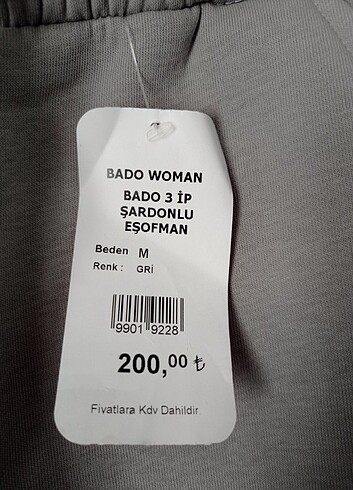 BADO WOMAN
BADO 3 İP
ŞARDONLU
EŞOFMAN
Beden M
Renk : GRİ
9901 9228
200,00 ₺
Fiyatlara Kdv Dahildir